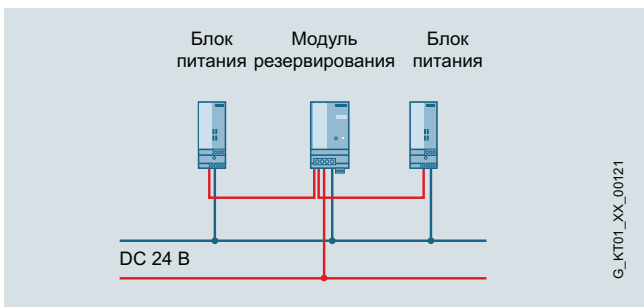 Блок питания
Модуль резервирования
Блок питания
DC 24 В
G_KT01_XX_00121